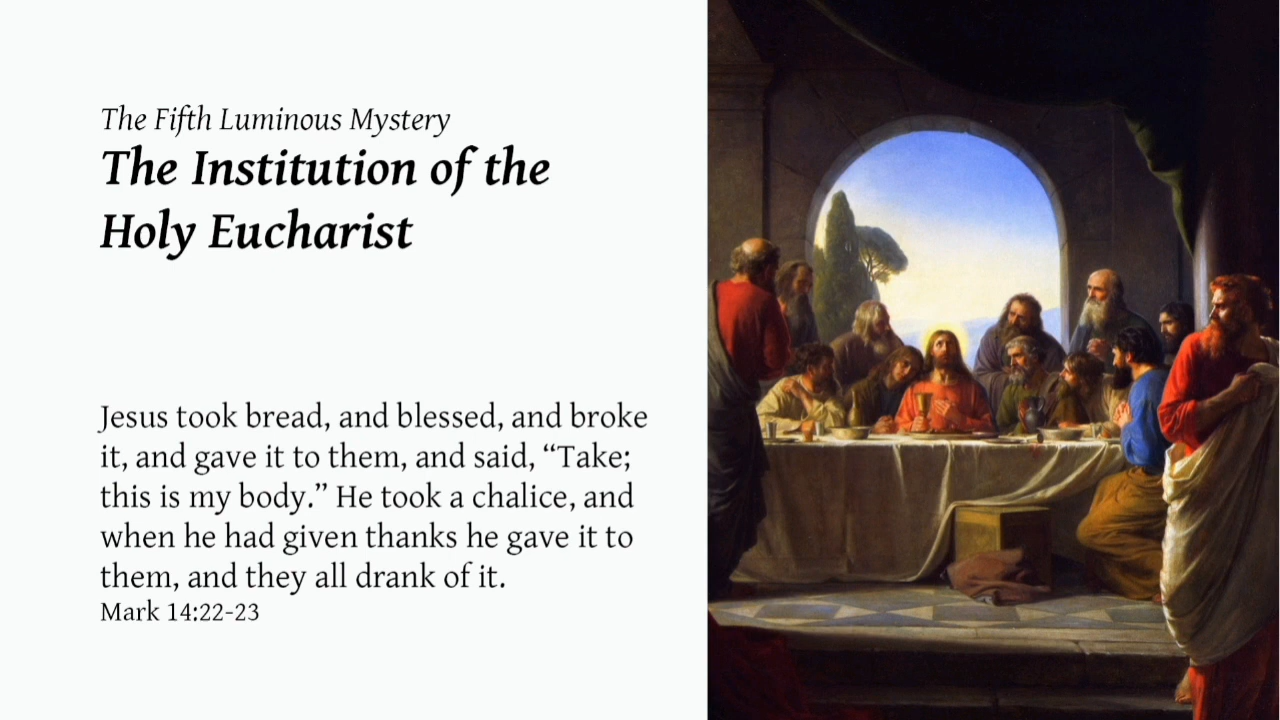 The Fifth Luminous Mystery
The Institution of the
Holy Eucharist
Jesus took bread, and blessed, and broke
it, and gave it to them, and said, “Take;
this is my body.” He took a chalice, and
when he had given thanks he gave it to
them, and they all drank of it.
Mark 14:22-23